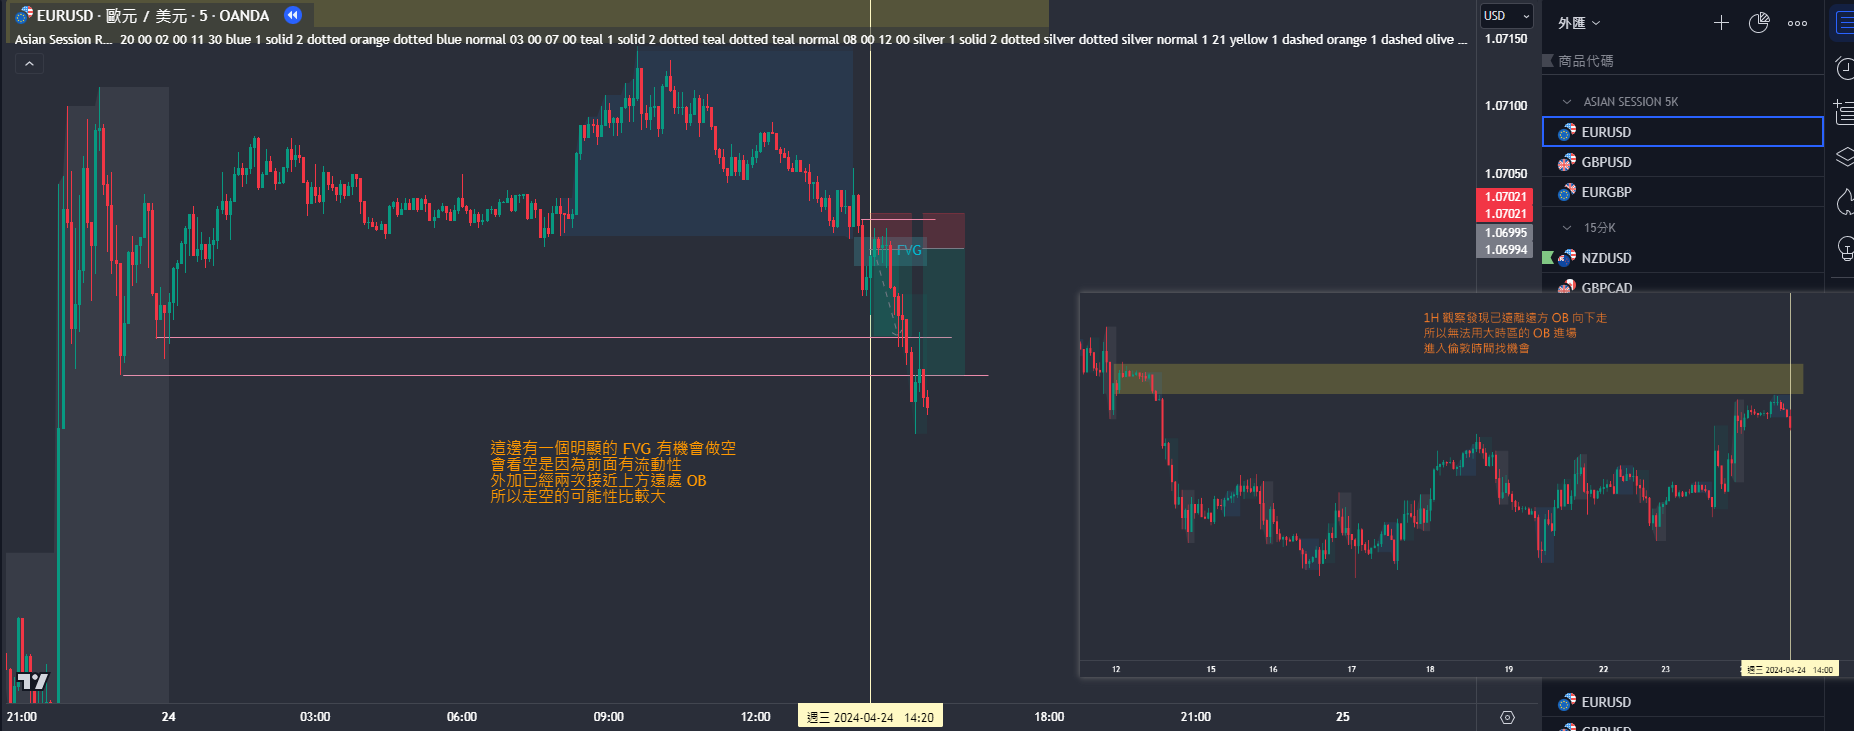 EURUSD · 歐元 / 美元 · 5 · OANDA
Asian Session R... 20 00 02 00 11 30 blue 1 solid 2 dotted orange dotted blue normal 03 00 07 00 teal 1 solid 2 dotted teal dotted teal normal 08 00 12 00 silver 1 solid 2 dotted silver dotted silver normal 1 21 yellow 1 dashed orange 1 dashed olive ...
USD
1.07150
1.07100
1.07050
1.07021
1.07021
1.06995
1.06994
FVG
這邊有一個明顯的 FVG 有機會做空
會看空是因為前面有流動性
外加已經兩次接近上方遠處 OB
所以走空的可能性比較大
21:00 24 03:00 06:00 09:00 12:00 週三 2024-04-24 14:20 18:00 21:00 25
外匯
商品代碼
ASIAN SESSION 5K
EURUSD
GBPUSD
EURGBP
15分K
NZDUSD
GBPCAD
1H 觀察發現已遠離遠方 OB 向下走
所以無法用大時區的 OB 進場
進入倫敦時間找機會
12 15 16 17 18 19 22 23 週三 2024-04-24 14:00
EURUSD
GBPUSD